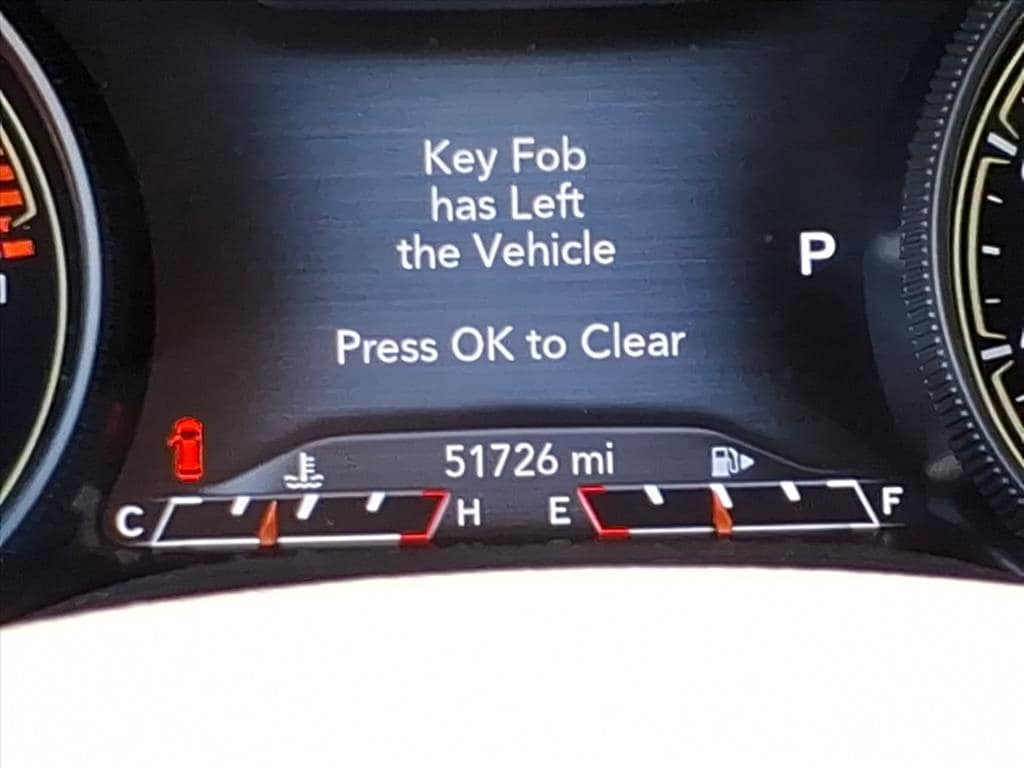 Key Fob
has Left
the Vehicle
P
Press OK to Clear
51726 mi
C H E F